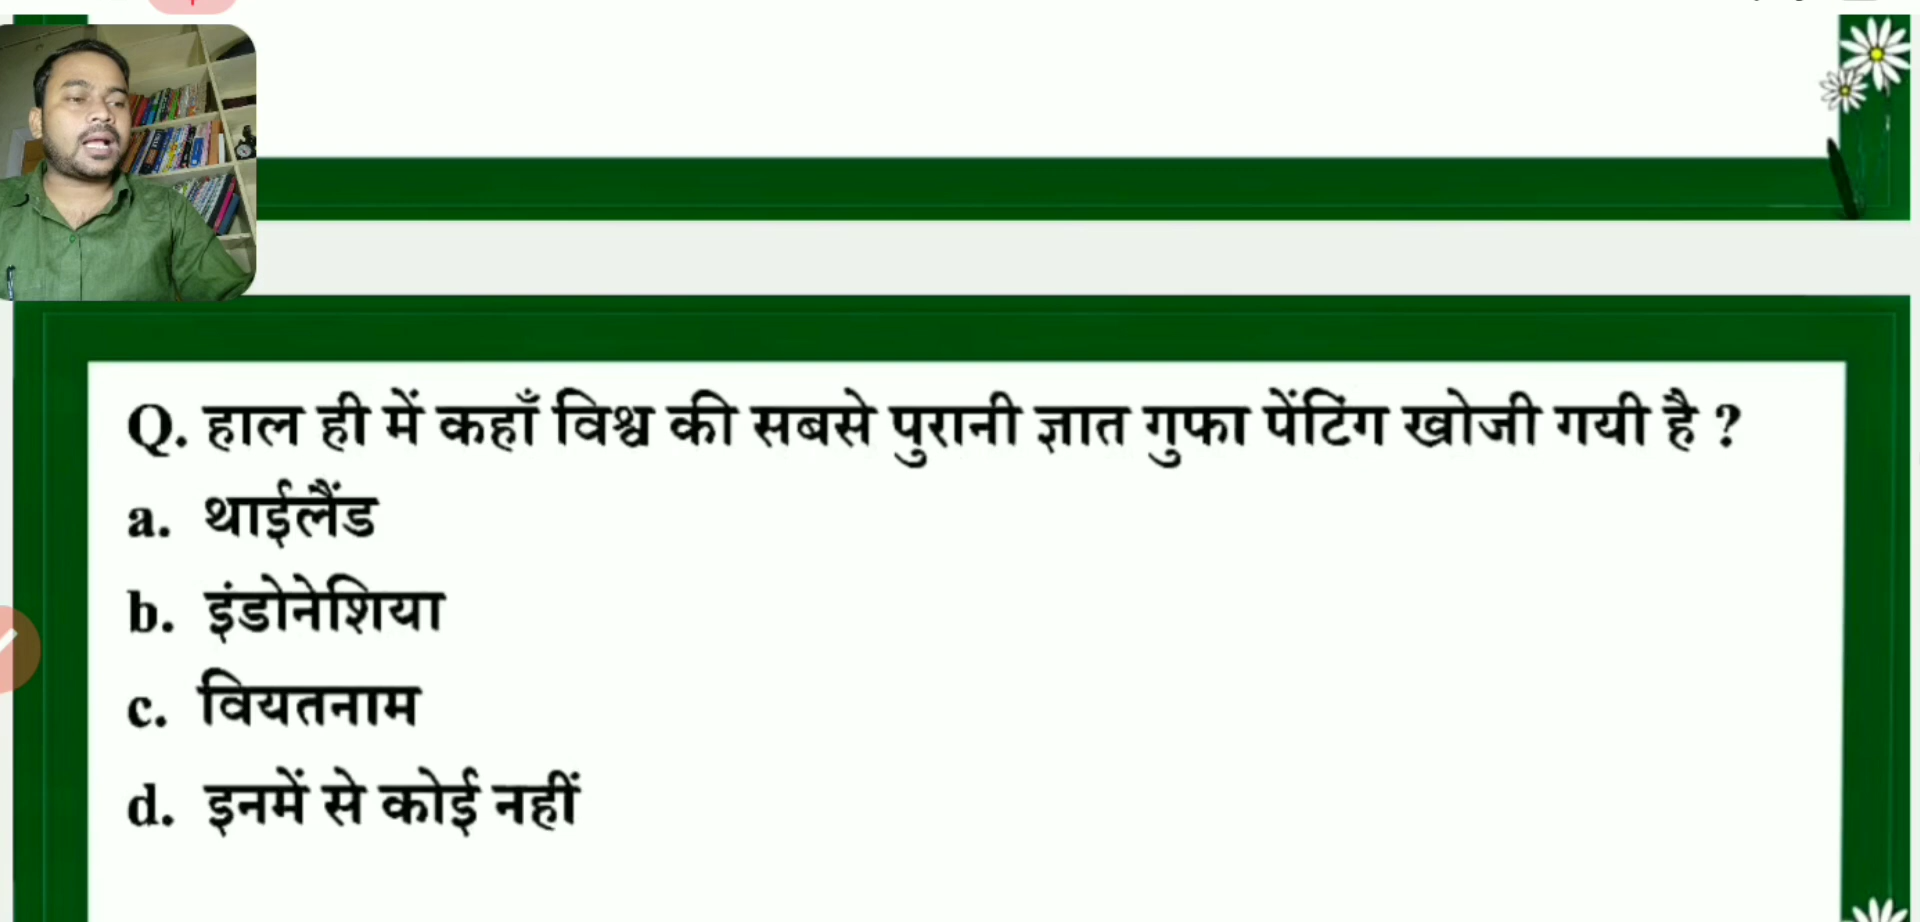 Q. हाल ही में कहाँ विश्व की सबसे पुरानी ज्ञात गुफा पेंटिंग खोजी गयी है ?
a. थाईलैंड
b. इंडोनेशिया
c. वियतनाम
d. इनमें से कोई नहीं